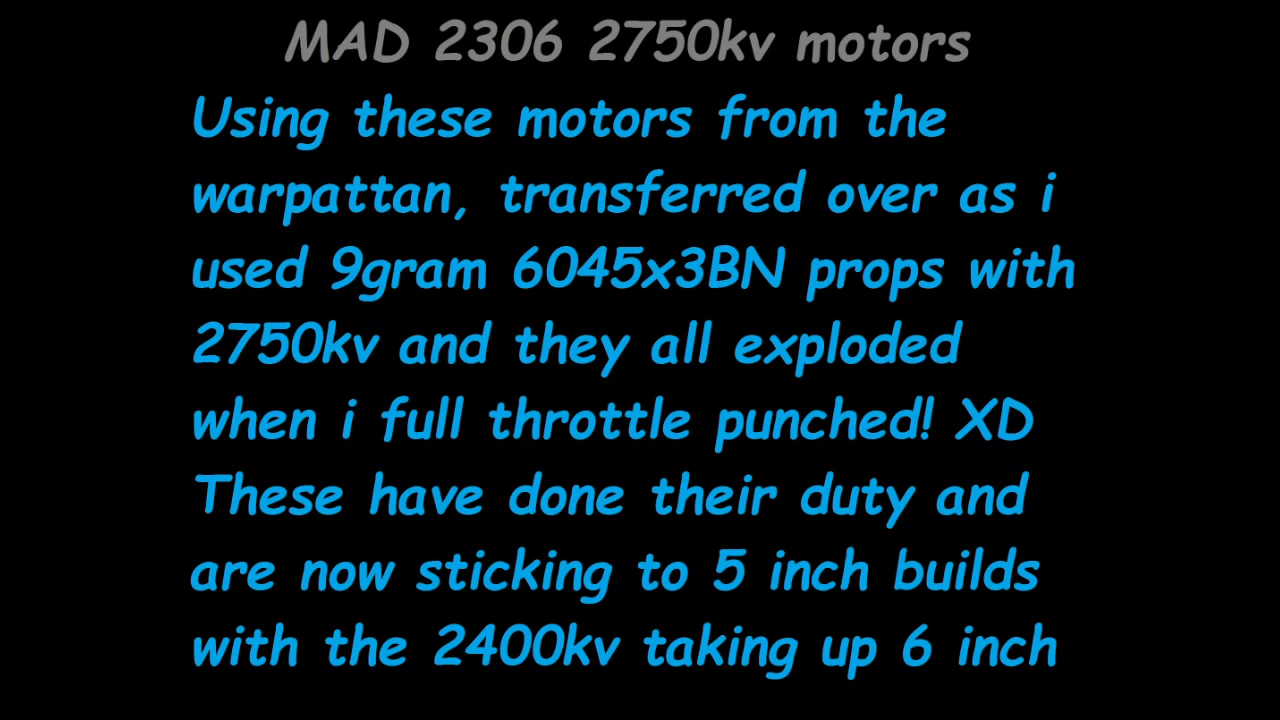 MAD 2306 2750kv motors
Using these motors from the
warpattan, transferred over as i
used 9gram 6045x3BN props with
2750kv and they all exploded
when i full throttle punched! XD
These have done their duty and
are now sticking to 5 inch builds
with the 2400kv taking up 6 inch